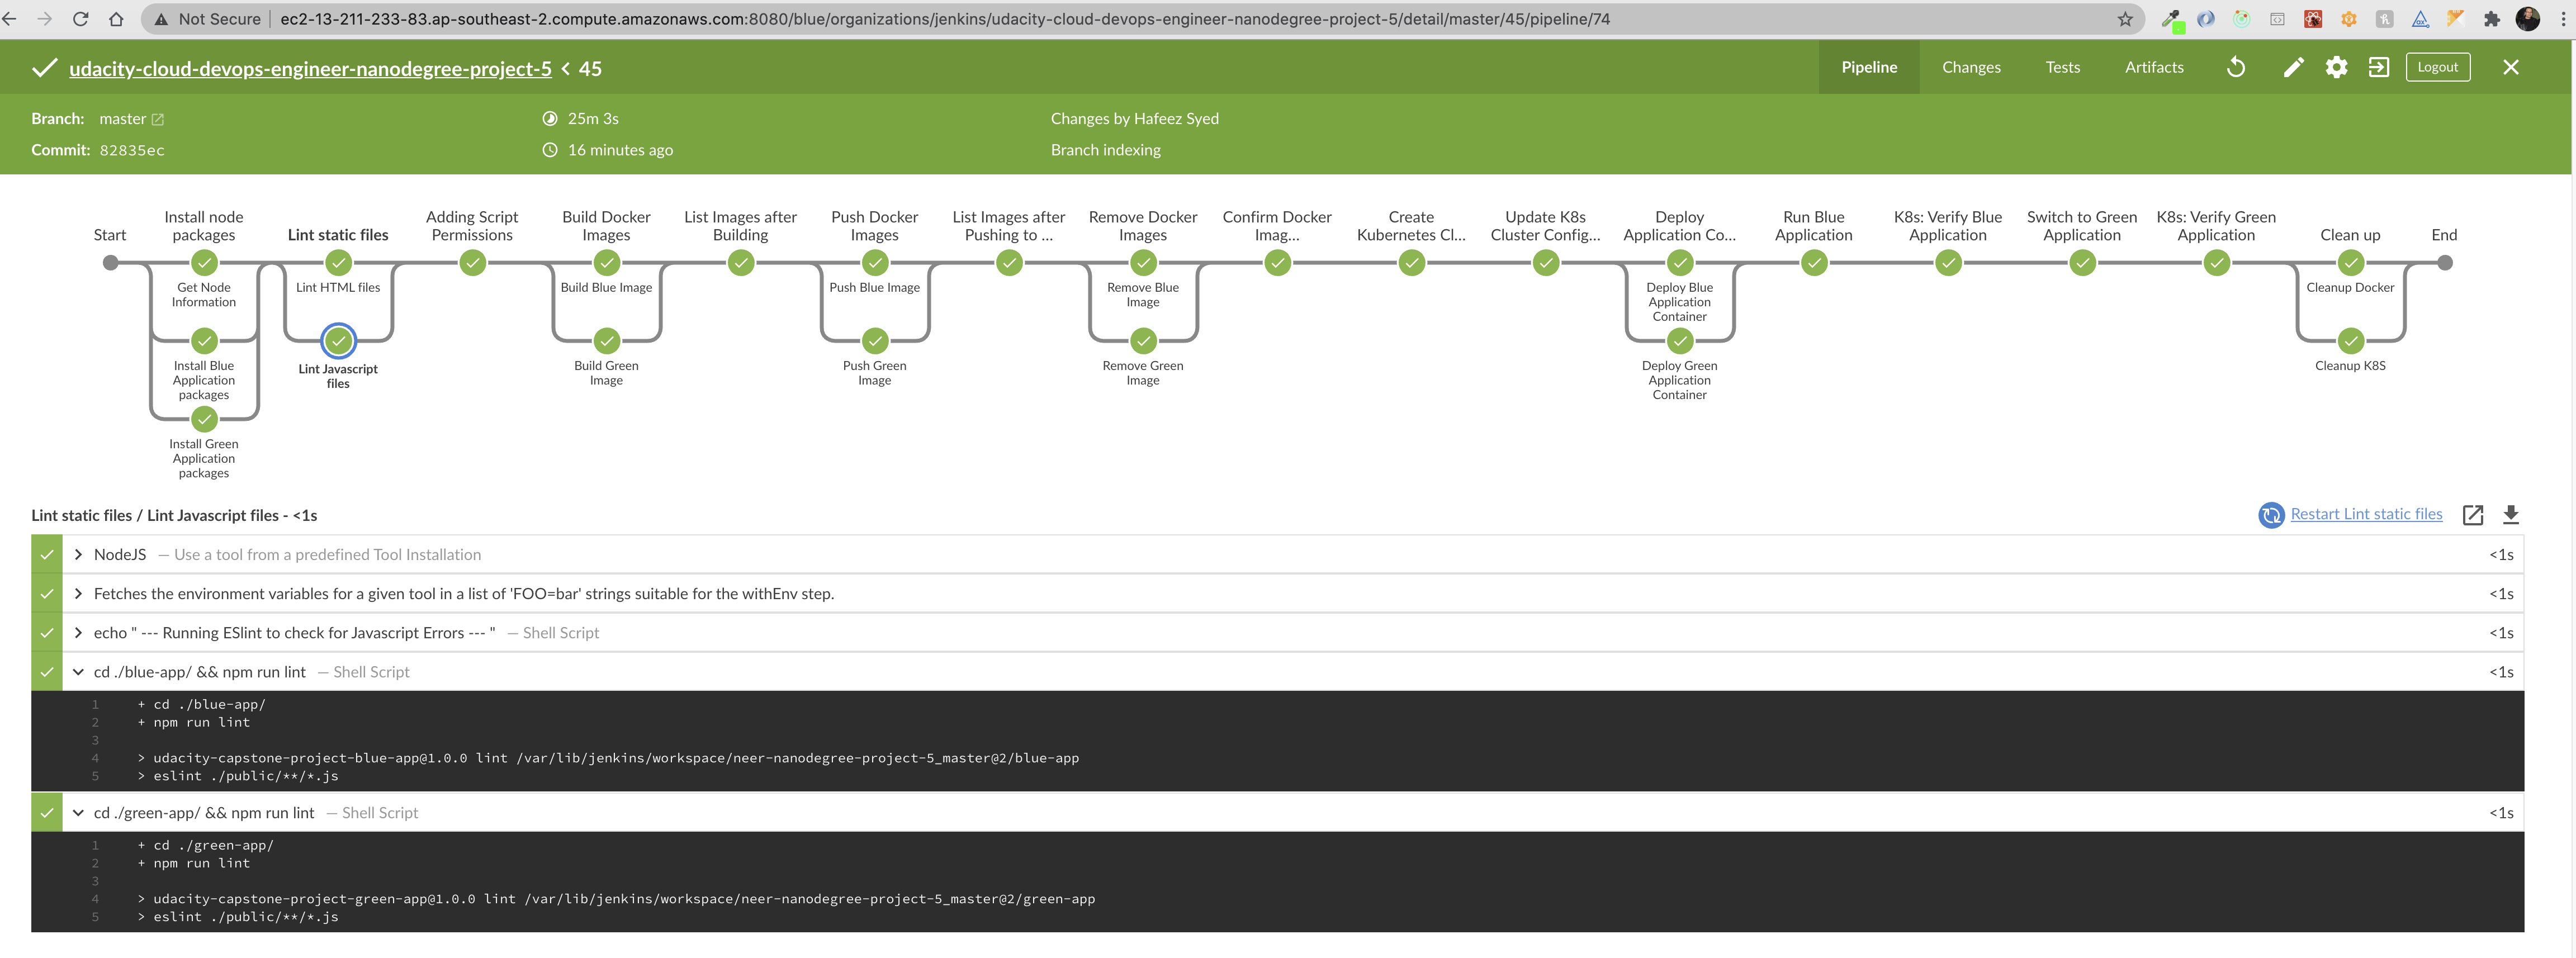 Not Secure | ec2-13-211-233-83.ap-southeast-2.compute.amazonaws.com:8080/blue/organizations/jenkins/udacity-cloud-devops-engineer-nanodegree-project-5/detail/master/45/pipeline/74
udacity-cloud-devops-engineer-nanodegree-project-5 < 45
Pipeline
Changes
Tests
Artifacts
Logout
Branch: master
25m 3s
Changes by Hafeez Syed
Commit: 82835ec
16 minutes ago
Branch indexing
Start
Install node
packages
Lint static files
Adding Script
Permissions
Build Docker
Images
List Images after
Building
Push Docker
Images
List Images after
Pushing to ...
Remove Docker
Images
Confirm Docker
Imag...
Create
Kubernetes Cl...
Update K8s
Cluster Config...
Deploy
Application Co...
Run Blue
Application
K8s: Verify Blue
Application
Switch to Green
Application
K8s: Verify Green
Application
Clean up
End
Get Node
Information
Install Blue
Application
packages
Install Green
Application
packages
Lint HTML files
Lint Javascript
files
Build Blue Image
Build Green
Image
Push Blue Image
Push Green
Image
Remove Blue
Image
Remove Green
Image
Deploy Blue
Application
Container
Deploy Green
Application
Container
Cleanup Docker
Cleanup K8S
Lint static files / Lint Javascript files - <1s
Restart Lint static files
NodeJS — Use a tool from a predefined Tool Installation <1s
Fetches the environment variables for a given tool in a list of 'FOO=bar' strings suitable for the withEnv step. <1s
echo " --- Running ESlint to check for Javascript Errors --- " — Shell Script <1s
cd ./blue-app/ && npm run lint — Shell Script <1s
1 + cd ./blue-app/
2 + npm run lint
3
4 > udacity-capstone-project-blue-app@1.0.0 lint /var/lib/jenkins/workspace/neer-nanodegree-project-5_master@2/blue-app
5 > eslint ./public/**/*.js
cd ./green-app/ && npm run lint — Shell Script <1s
1 + cd ./green-app/
2 + npm run lint
3
4 > udacity-capstone-project-green-app@1.0.0 lint /var/lib/jenkins/workspace/neer-nanodegree-project-5_master@2/green-app
5 > eslint ./public/**/*.js